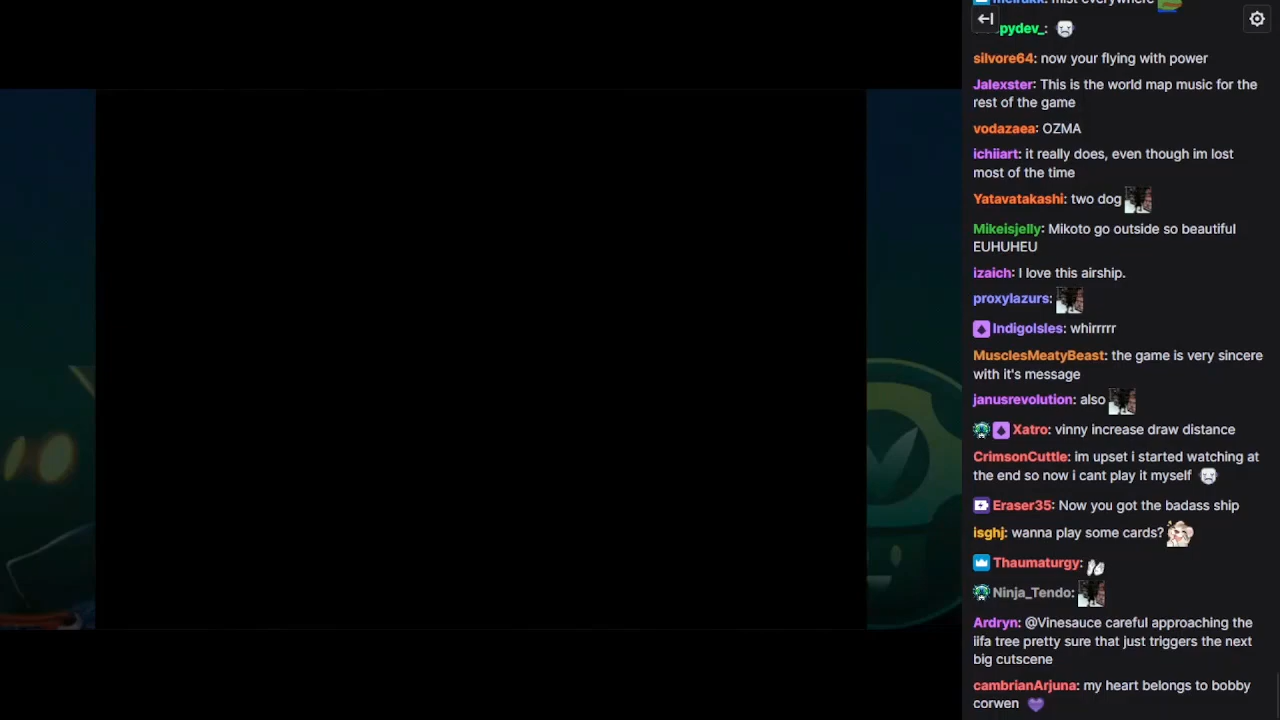 mist everywhere
pydev_:
silvore64: now your flying with power
Jalexster: This is the world map music for the
rest of the game
vodazaea: OZMA
ichiiart: it really does, even though im lost
most of the time
Yatavatakashi: two dog
Mikeisjelly: Mikoto go outside so beautiful
EUHUHEU
izaich: I love this airship.
proxylazurs:
IndigoIsles: whirrrrr
MusclesMeatyBeast: the game is very sincere
with it's message
janusrevolution: also
Xatro: vinny increase draw distance
CrimsonCuttle: im upset i started watching at
the end so now i cant play it myself
Eraser35: Now you got the badass ship
isghj: wanna play some cards?
Thaumaturgy:
Ninja_Tendo:
Ardryn: @Vinesauce careful approaching the
iifa tree pretty sure that just triggers the next
big cutscene
cambrianArjuna: my heart belongs to bobby
corwen